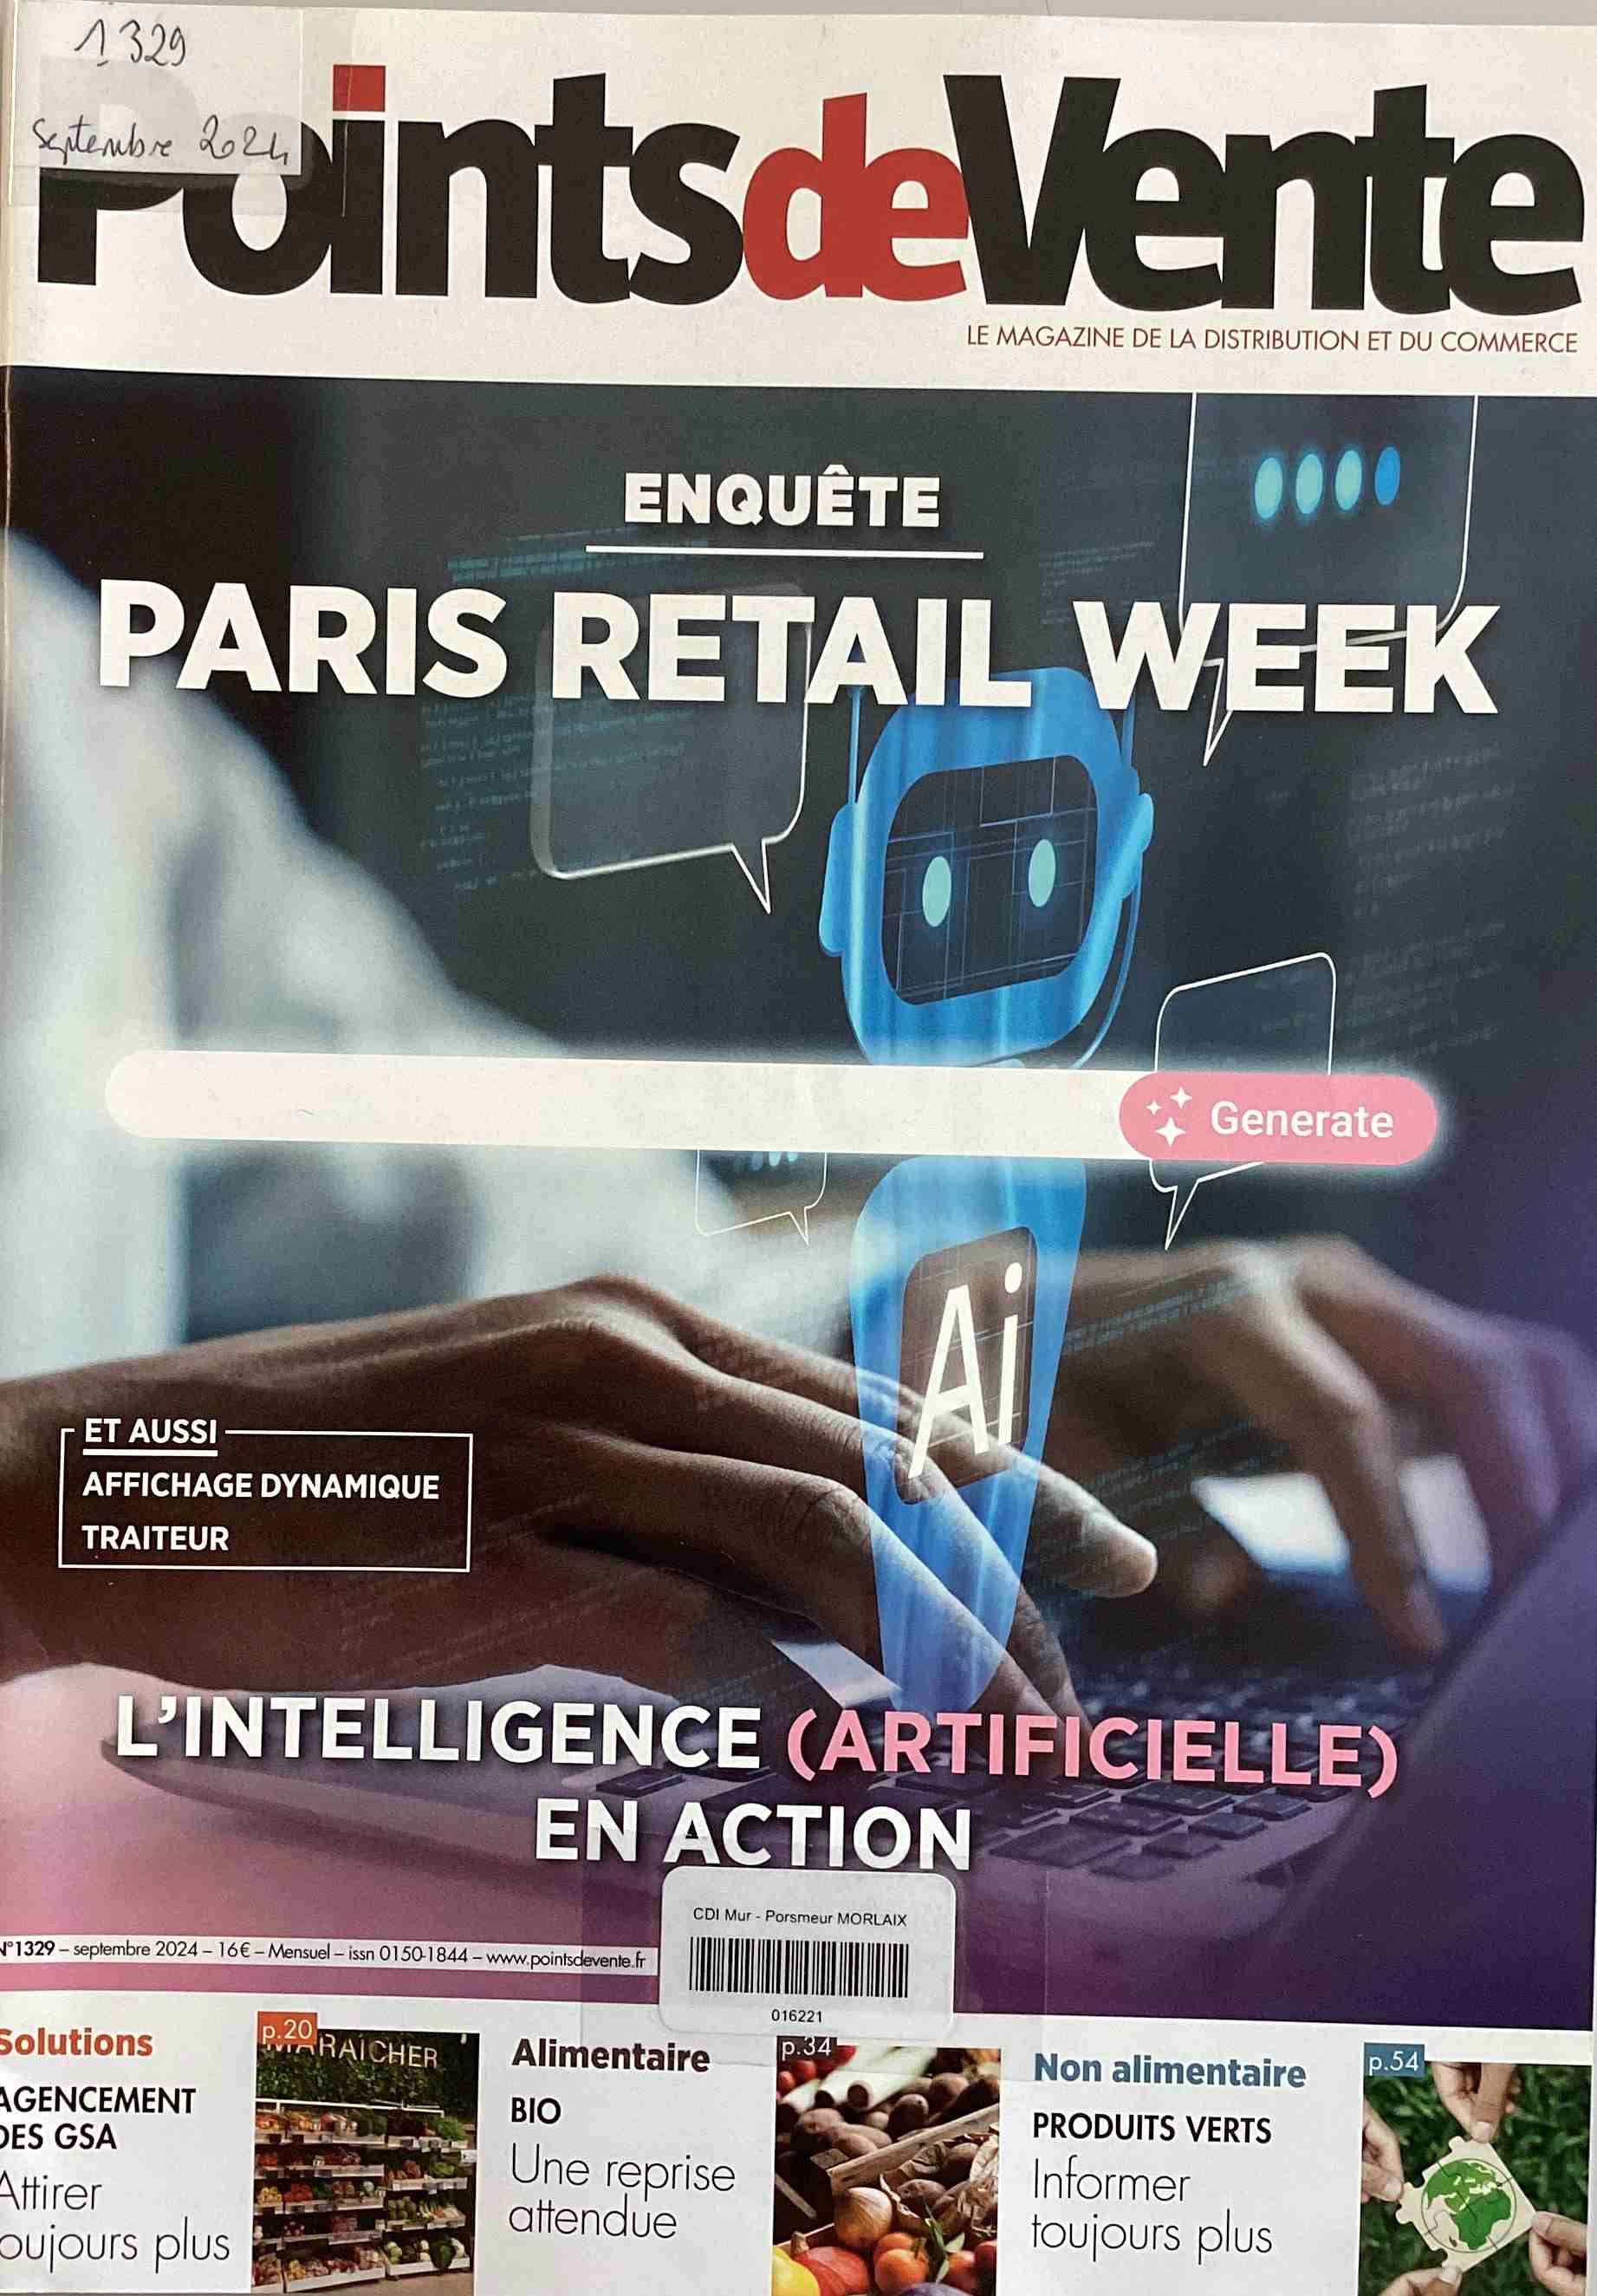 1329
Septembre 2024
PointsdeVente
LE MAGAZINE DE LA DISTRIBUTION ET DU COMMERCE
ENQUÊTE
PARIS RETAIL WEEK
Generate
Ai
ET AUSSI
AFFICHAGE DYNAMIQUE
TRAITEUR
L'INTELLIGENCE (ARTIFICIELLE)
EN ACTION
CDI Mur - Porsmeur MORLAIX
016221
N°1329 – septembre 2024 – 16€ – Mensuel – issn 0150-1844 – www.pointsdevente.fr
Solutions
AGENCEMENT
DES GSA
Attirer
toujours plus
p.20
MARAÎCHER
Alimentaire
BIO
Une reprise
attendue
p.34
Non alimentaire
PRODUITS VERTS
Informer
toujours plus
p.54